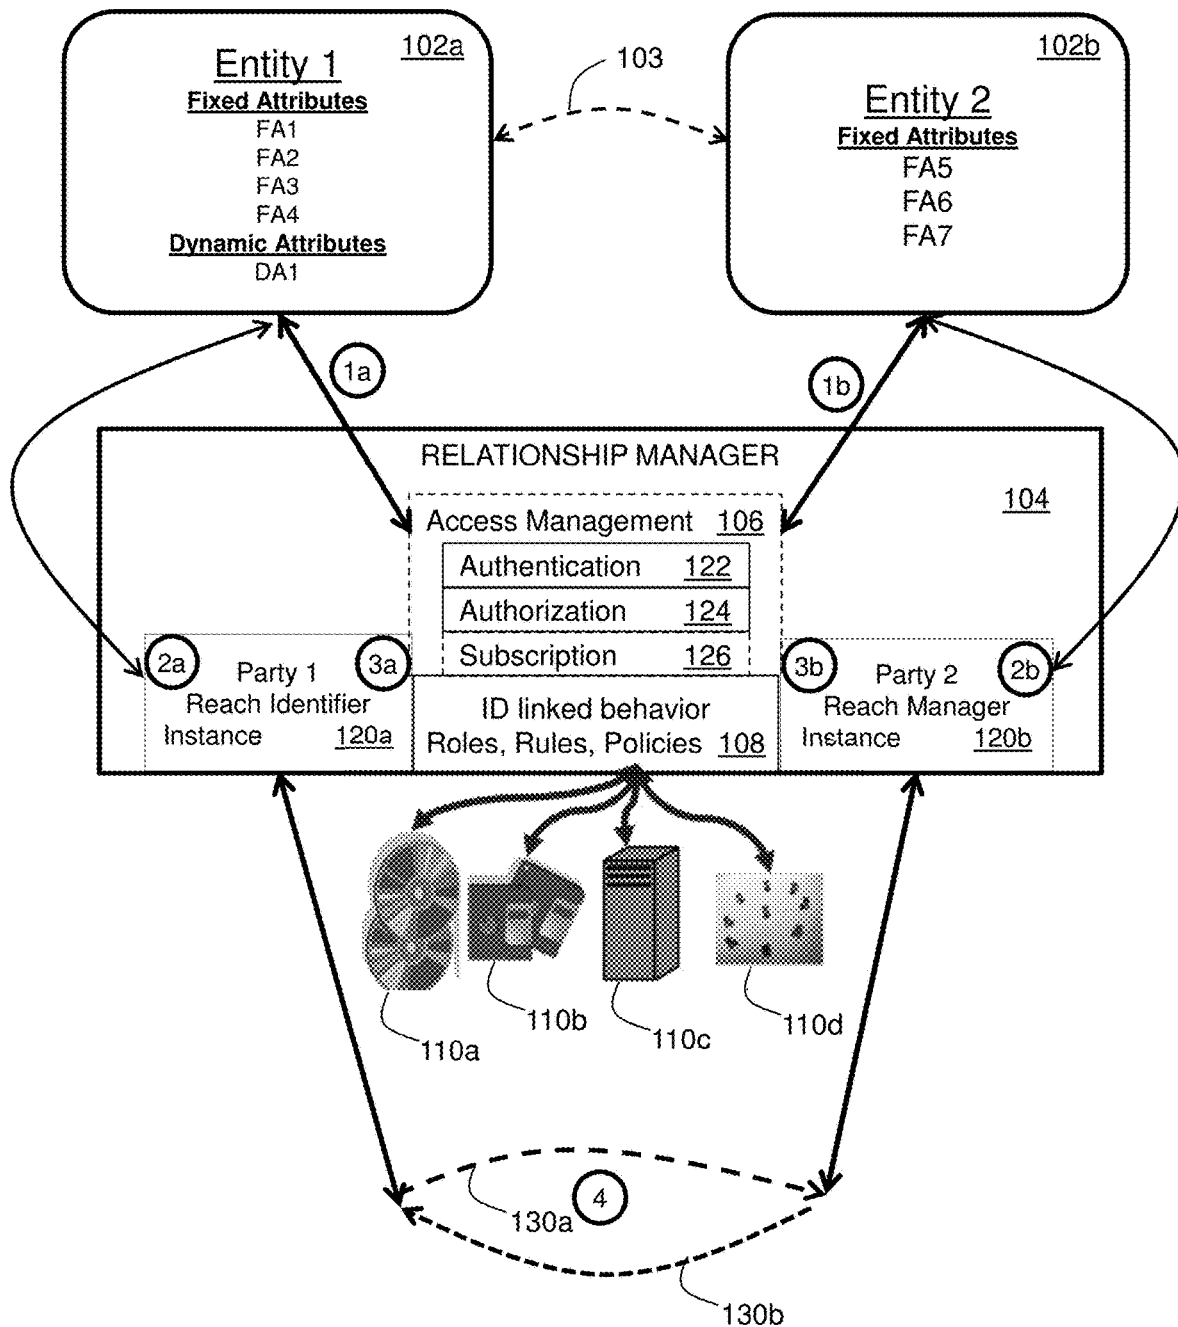 102a
Entity 1
Fixed Attributes
FA1
FA2
FA3
FA4
Dynamic Attributes
DA1
103
102b
Entity 2
Fixed Attributes
FA5
FA6
FA7
1a
1b
RELATIONSHIP MANAGER
104
Access Management 106
Authentication 122
Authorization 124
Subscription 126
2a
3a
Party 1
Reach Identifier
Instance 120a
ID linked behavior
Roles, Rules, Policies 108
3b
2b
Party 2
Reach Manager
Instance 120b
110a
110b
110c
110d
4
130a
130b